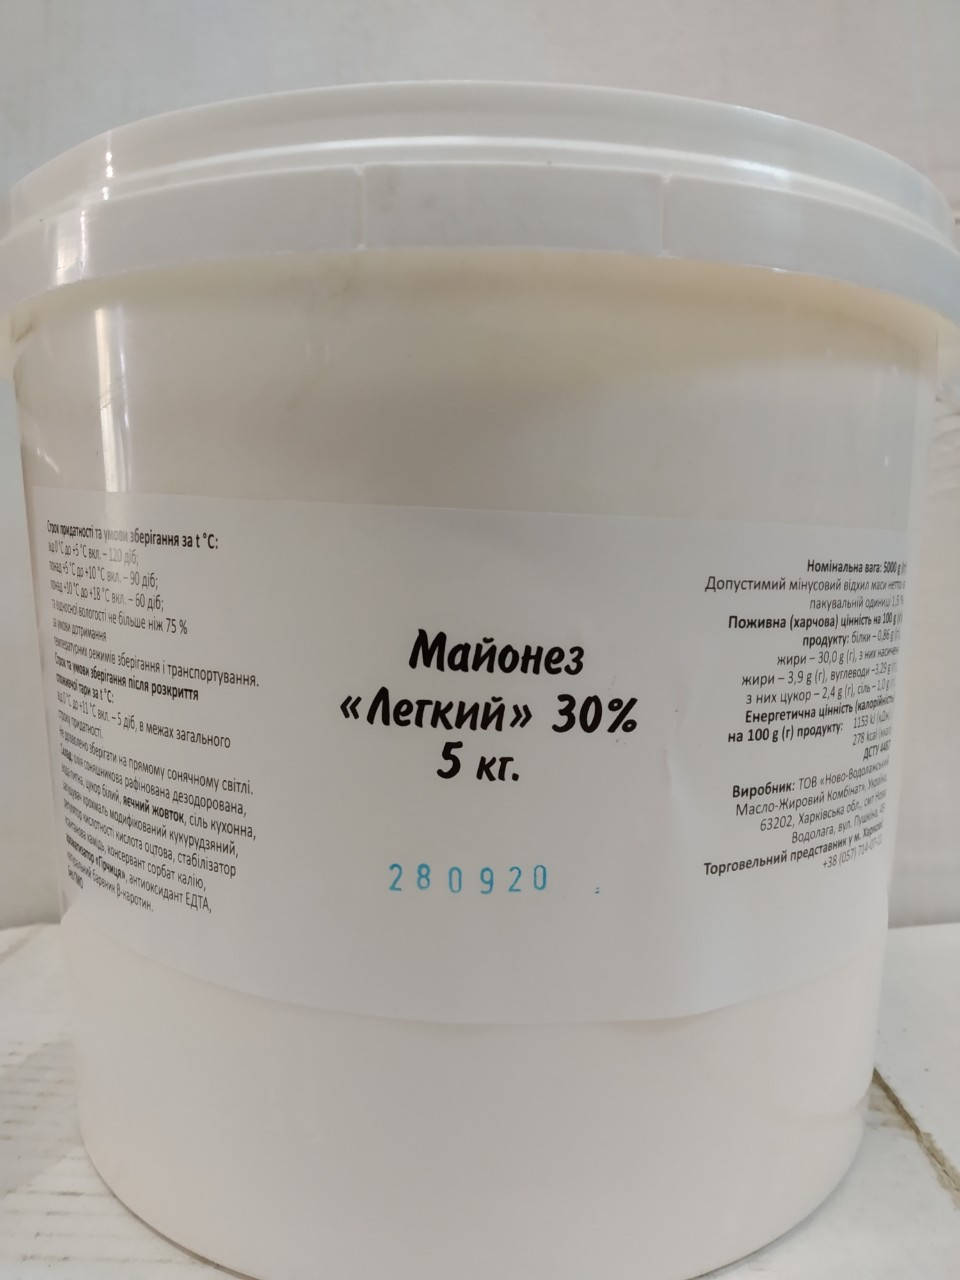 Строк придатності та умови зберігання за t °C:
від 0 °C до +5 °C вкл. – 120 діб;
понад +5 °C до +10 °C вкл. – 90 діб;
понад +10 °C до +18 °C вкл. – 60 діб;
та відносної вологості не більше ніж 75 %
за умови дотримання
температурних режимів зберігання і транспортування.
Строк та умови зберігання після розкриття
споживчої тари за t °C:
від 0 °C до +11 °C вкл. – 5 діб, в межах загального
строку придатності.
Не дозволено зберігати на прямому сонячному світлі.
Склад: олія соняшникова рафінована дезодорована,
вода питна, цукор білий, яєчний жовток, сіль кухонна,
загущувач крохмаль модифікований кукурудзяний,
регулятор кислотності кислота оцтова, стабілізатор
ксантанова камідь, консервант сорбат калію,
ароматизатор «Гірчиця», антиоксидант ЕДТА,
натуральний барвник β-каротин.
Без ГМО
Майонез
«Легкий» 30%
5 кг.
280920
Номінальна вага: 5000 g (г)
Допустимий мінусовий відхил маси нетто в
пакувальній одиниці 1,5 %
Поживна (харчова) цінність на 100 g (г)
продукту: білки – 0,86 g (г),
жири – 30,0 g (г), з них насичені
жири – 3,9 g (г), вуглеводи –3,29 g (г),
з них цукор – 2,4 g (г), сіль – 1,0 g (г)
Енергетична цінність (калорійність)
на 100 g (г) продукту: 1153 kJ (кДж)
278 kcal (ккал)
ДСТУ 4487
Виробник: ТОВ «Ново-Водолазький
Масло-Жировий Комбінат», Україна,
63202, Харківська обл., смт Нова
Водолага, вул. Пушкіна, 45
Торговельний представник у м. Харкові
+38 (057)